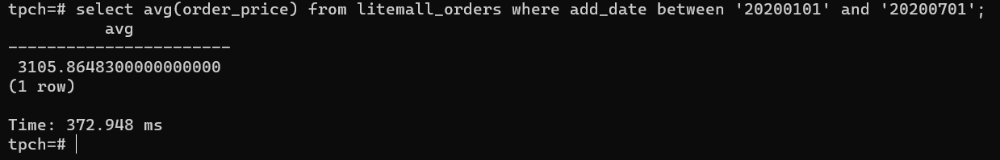 tpch=# select avg(order_price) from litemall_orders where add_date between '20200101' and '20200701';
avg
-----------------------
3105.8648300000000000
(1 row)
Time: 372.948 ms
tpch=#